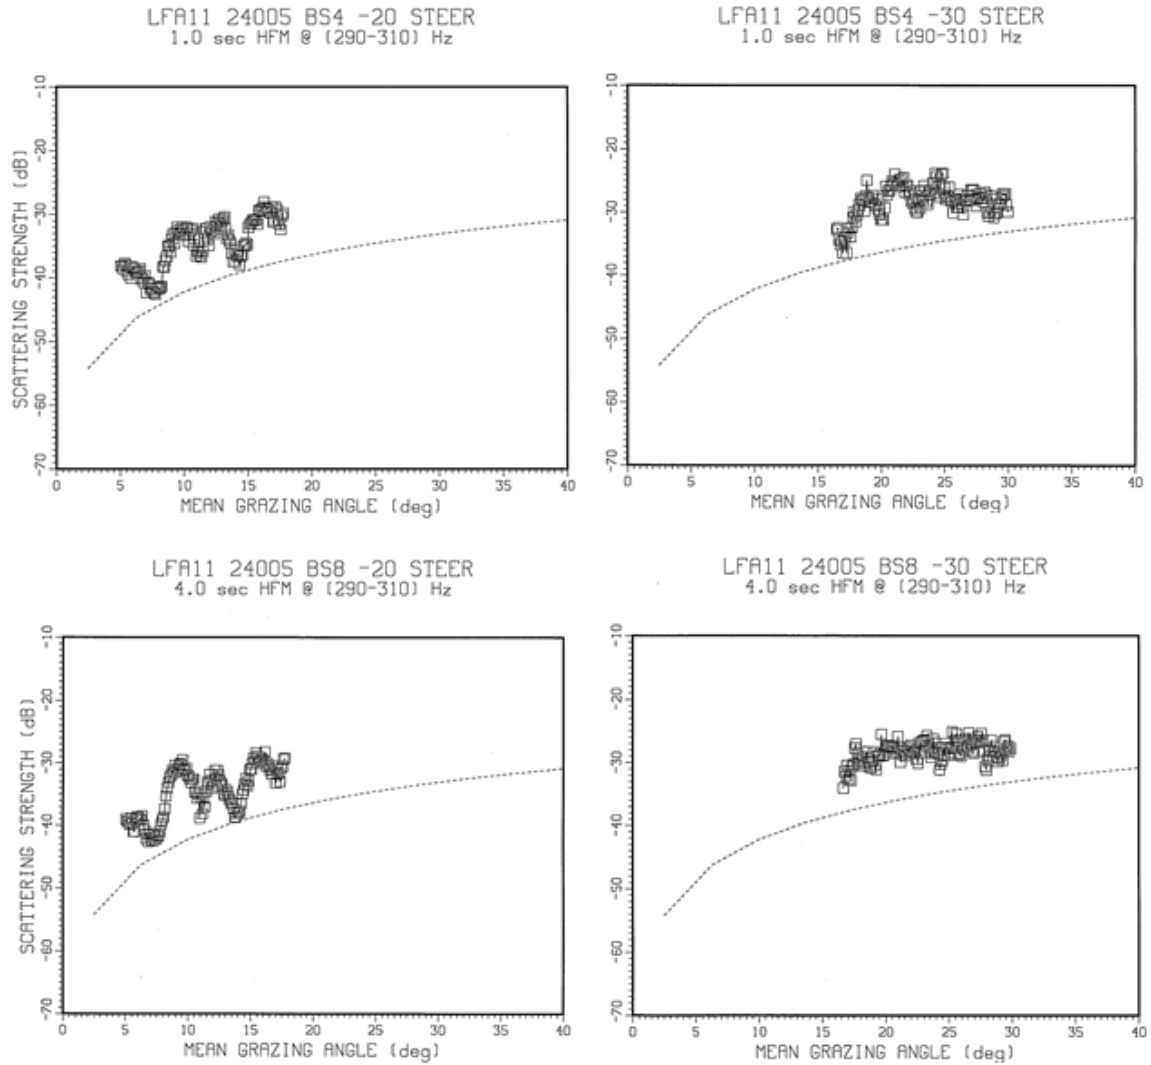 LFA11 24005 BS4 -20 STEER
1.0 sec HFM @ (290-310) Hz
SCATTERING STRENGTH (dB)
-10
-20
-30
-40
-50
-60
-70
0 5 10 15 20 25 30 35 40
MEAN GRAZING ANGLE (deg)
LFA11 24005 BS4 -30 STEER
1.0 sec HFM @ (290-310) Hz
-10
-20
-30
-40
-50
-60
-70
0 5 10 15 20 25 30 35 40
MEAN GRAZING ANGLE (deg)
LFA11 24005 BS8 -20 STEER
4.0 sec HFM @ (290-310) Hz
SCATTERING STRENGTH (dB)
-10
-20
-30
-40
-50
-60
-70
0 5 10 15 20 25 30 35 40
MEAN GRAZING ANGLE (deg)
LFA11 24005 BS8 -30 STEER
4.0 sec HFM @ (290-310) Hz
-10
-20
-30
-40
-50
-60
-70
0 5 10 15 20 25 30 35 40
MEAN GRAZING ANGLE (deg)